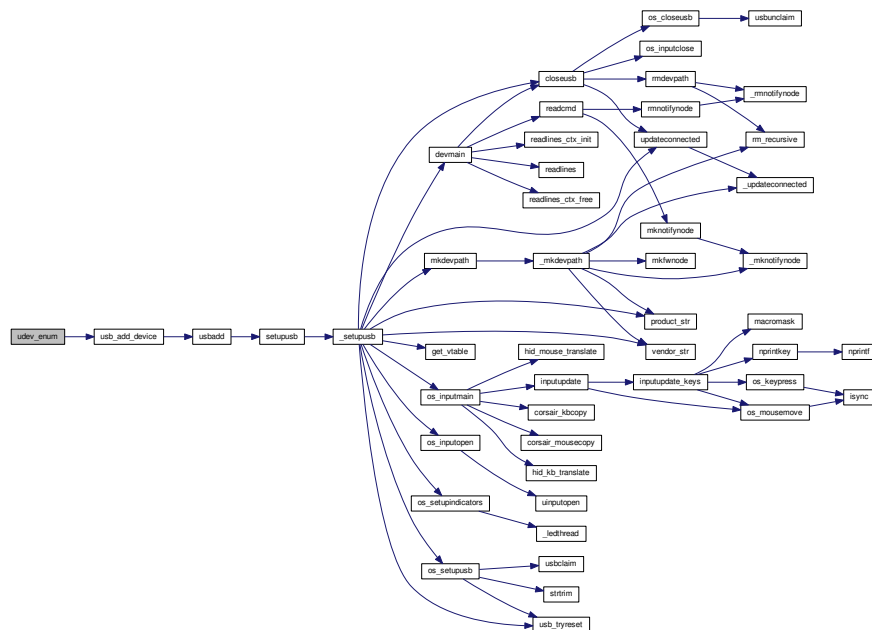 os_closeusb
usbunclaim
os_inputclose
closeusb
rmdevpath
_rmnotifynode
readcmd
rmnotifynode
readlines_ctx_init
updateconnected
rm_recursive
devmain
readlines
_updateconnected
readlines_ctx_free
mknotifynode
mkdevpath
_mkdevpath
mkfwnode
_mknotifynode
product_str
macromask
udev_enum
usb_add_device
usbadd
setupusb
_setupusb
get_vtable
hid_mouse_translate
vendor_str
nprintkey
nprintf
inputupdate
inputupdate_keys
os_keypress
os_inputmain
isync
corsair_kbcopy
os_mousemove
os_inputopen
corsair_mousecopy
hid_kb_translate
os_setupindicators
uinputopen
_ledthread
os_setupusb
usbclaim
strtrim
usb_tryreset